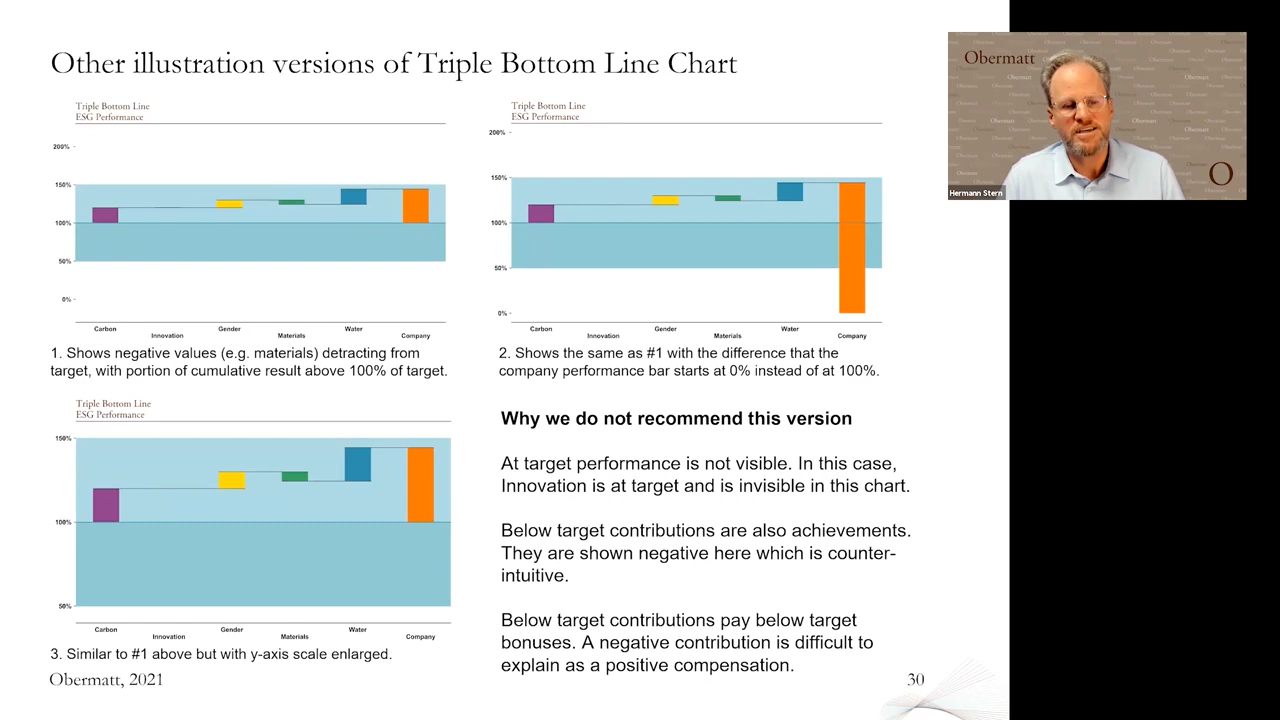 Other illustration versions of Triple Bottom Line Chart
Triple Bottom Line
ESG Performance
200%
150%
100%
50%
0%
Carbon
Innovation
Gender
Materials
Water
Company
1. Shows negative values (e.g. materials) detracting from
target, with portion of cumulative result above 100% of target.
Triple Bottom Line
ESG Performance
200%
150%
100%
50%
0%
Carbon
Innovation
Gender
Materials
Water
Company
2. Shows the same as #1 with the difference that the
company performance bar starts at 0% instead of at 100%.
Triple Bottom Line
ESG Performance
150%
100%
50%
Carbon
Innovation
Gender
Materials
Water
Company
3. Similar to #1 above but with y-axis scale enlarged.
Why we do not recommend this version
At target performance is not visible. In this case,
Innovation is at target and is invisible in this chart.
Below target contributions are also achievements.
They are shown negative here which is counter-
intuitive.
Below target contributions pay below target
bonuses. A negative contribution is difficult to
explain as a positive compensation.
Obermatt, 2021
30
Obermatt
O
Hermann Stern